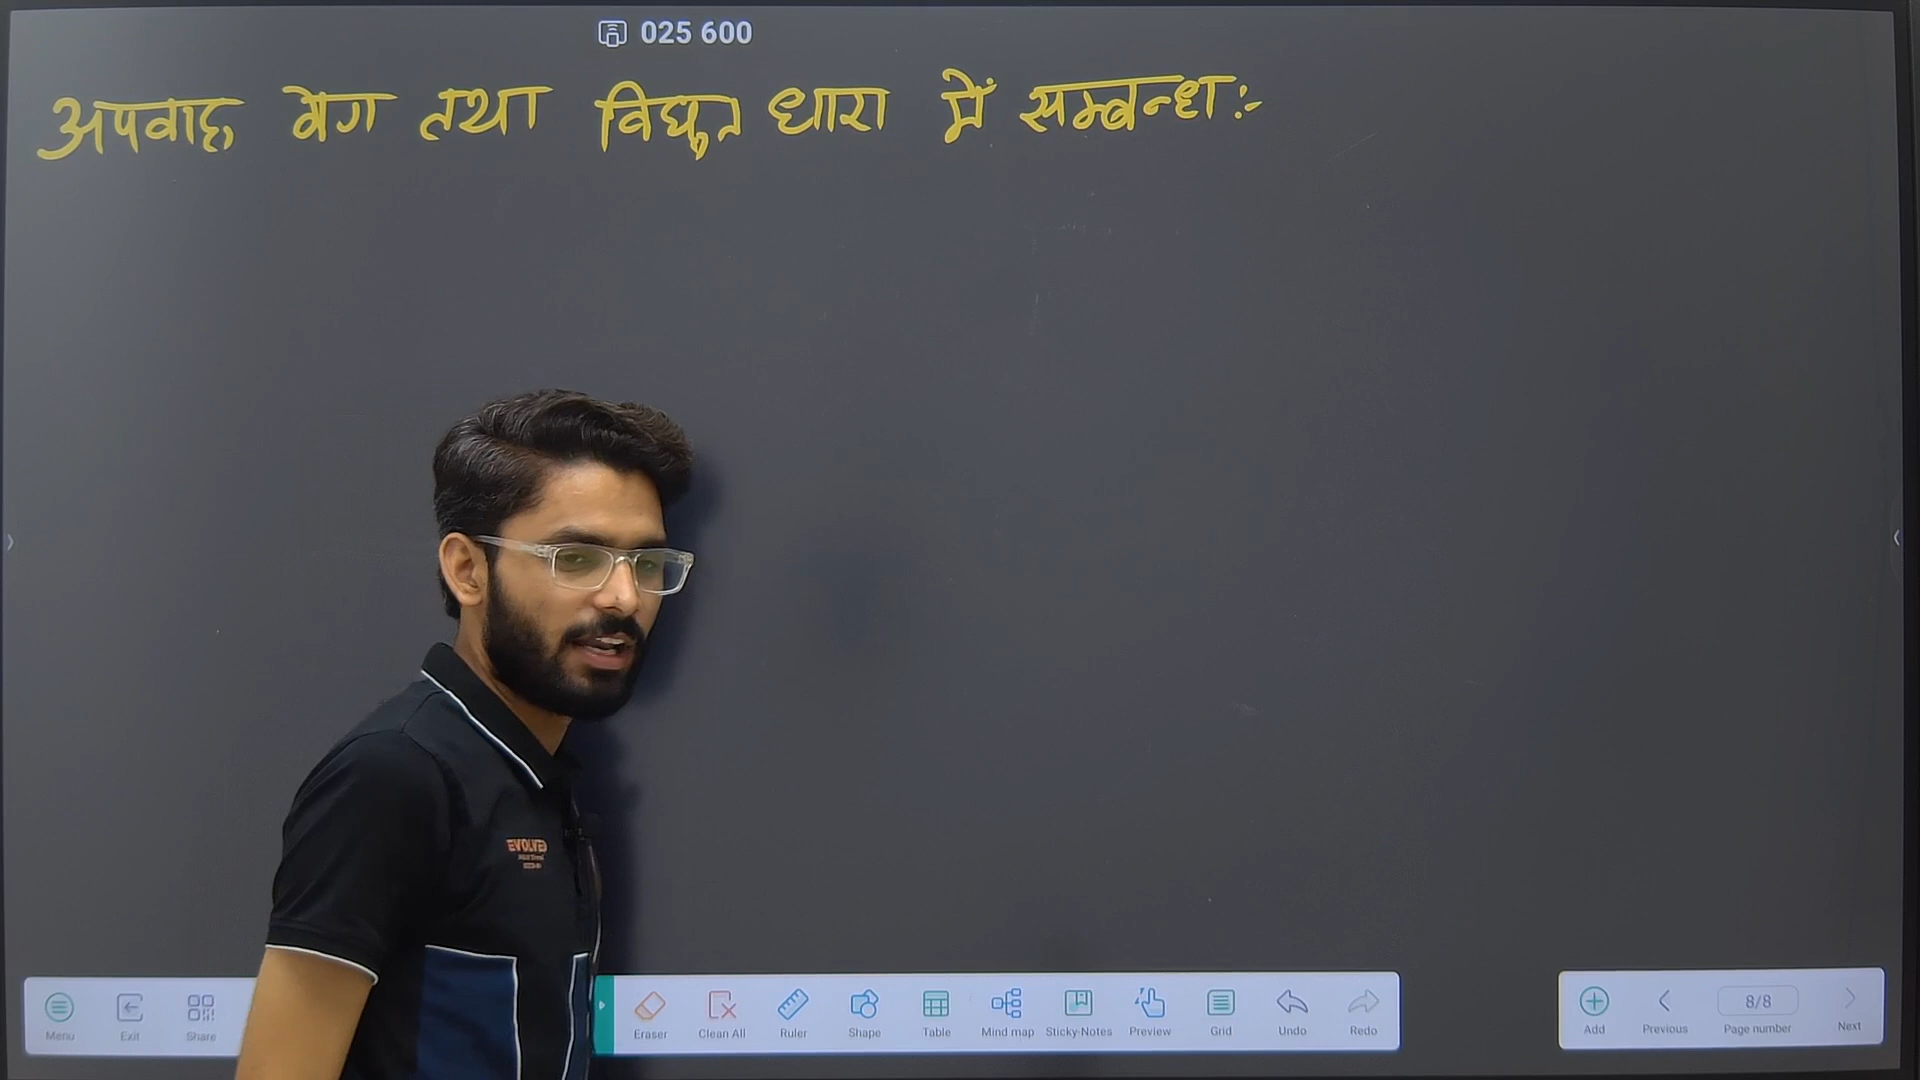 025 600
अपवाह वेग तथा विद्युत धारा में सम्बन्ध :-
EVOLVED
Menu Exit Share Eraser Clean All Ruler Shape Table Mind map Sticky-Notes Preview Grid Undo Redo Add Previous 8/8 Page number Next